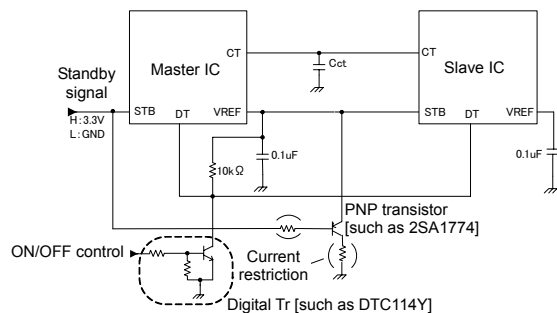 Master IC
CT
Cct
CT
Slave IC
Standby
signal
STB
DT
VREF
STB
DT
VREF
H:3.3V
L:GND
0.1uF
0.1uF
10kΩ
PNP transistor
[such as 2SA1774]
ON/OFF control
Current
restriction
Digital Tr [such as DTC114Y]